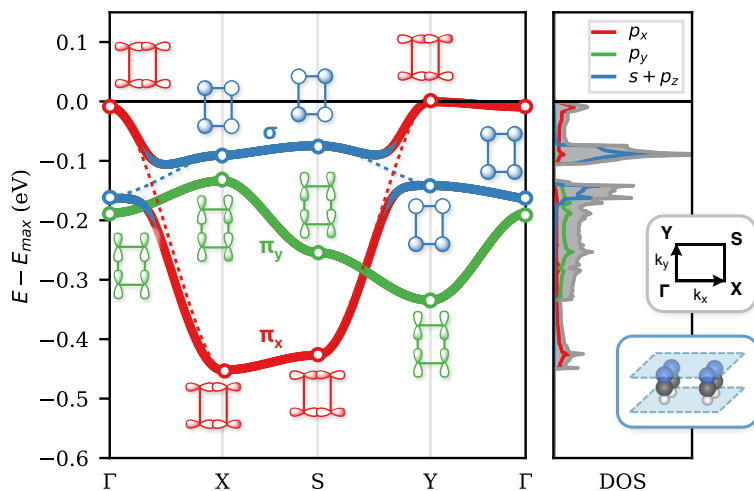 0.1
0.0
−0.1
−0.2
−0.3
−0.4
−0.5
−0.6
E − E_max (eV)
σ
π_y
π_x
Γ
X
S
Y
Γ
p_x
p_y
s + p_z
DOS
Y
S
k_y
Γ
k_x
X